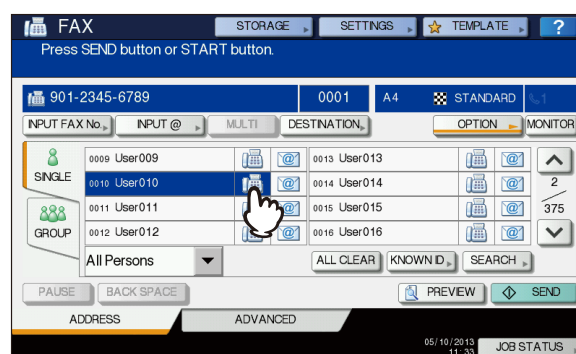 FAX STORAGE SETTINGS TEMPLATE ?
Press SEND button or START button.
901-2345-6789 0001 A4 STANDARD 1
INPUT FAX No. INPUT @ MULTI DESTINATION OPTION MONITOR
SINGLE
0009 User009 0013 User013
0010 User010 0014 User014
0011 User011 0015 User015
0012 User012 0016 User016
2
375
GROUP
All Persons ALL CLEAR KNOWN ID SEARCH
PAUSE BACK SPACE PREVIEW SEND
ADDRESS ADVANCED
05/10/2013
11:33 JOB STATUS